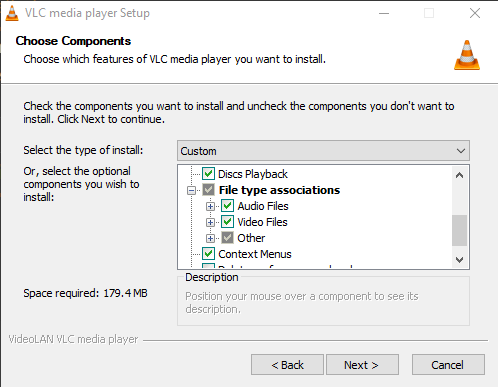 VLC media player Setup
Choose Components
Choose which features of VLC media player you want to install.
Check the components you want to install and uncheck the components you don't want to
install. Click Next to continue.
Select the type of install:
Custom
Or, select the optional
components you wish to
install:
Discs Playback
File type associations
Audio Files
Video Files
Other
Context Menus
Space required: 179.4 MB
Description
Position your mouse over a component to see its
description.
VideoLAN VLC media player
< Back
Next >
Cancel